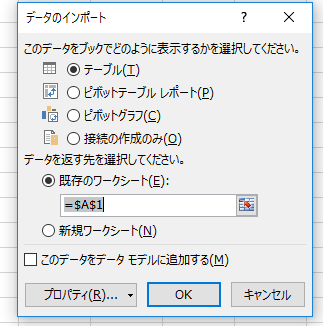 データのインポート
このデータをブックでどのように表示するかを選択してください。
テーブル(T)
ピボットテーブル レポート(P)
ピボットグラフ(C)
接続の作成のみ(O)
データを返す先を選択してください。
既存のワークシート(E):
=$A$1
新規ワークシート(N)
このデータをデータ モデルに追加する(M)
プロパティ(R)... OK キャンセル